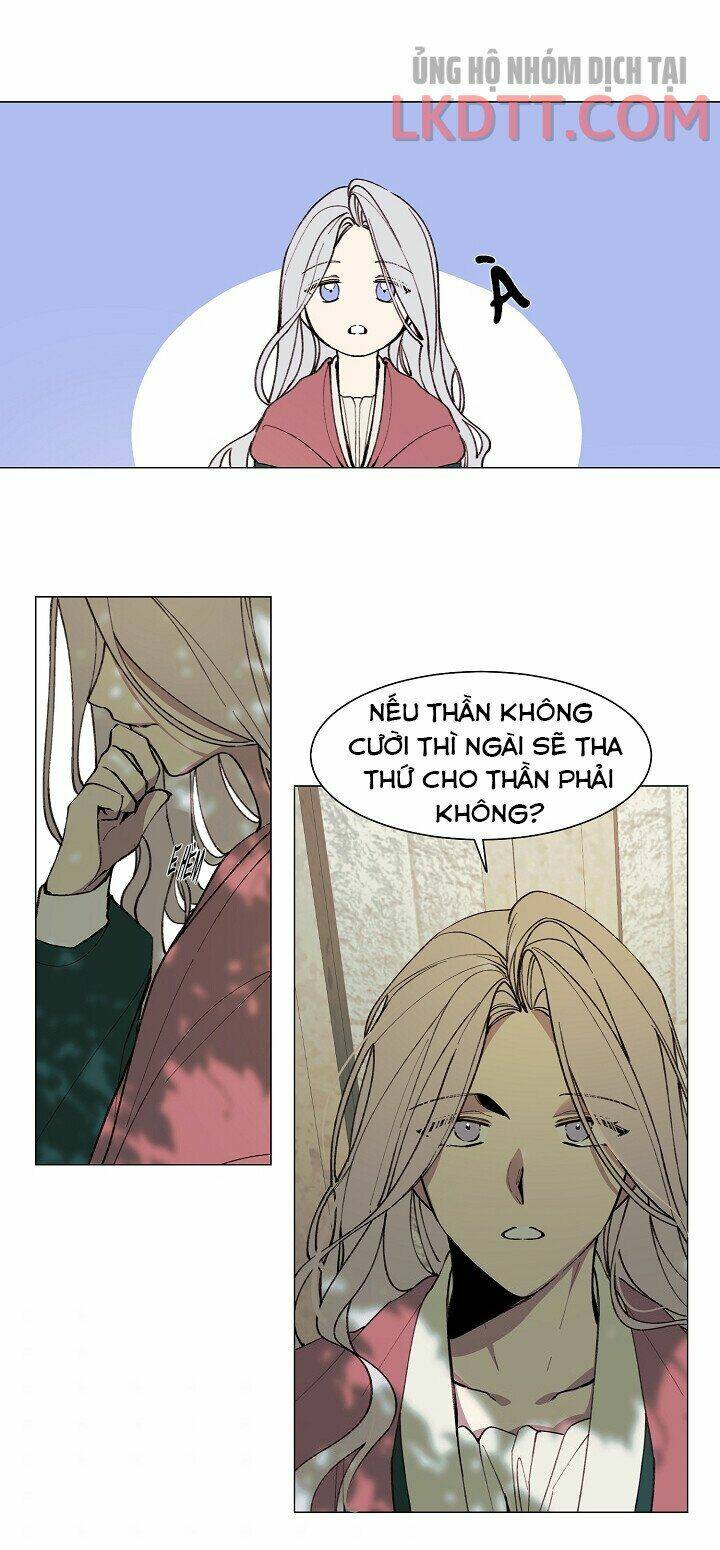 ỦNG HỘ NHÓM DỊCH TẠI
LKDTT.COM
À
E HÈM
NẾU THẦN KHÔNG
CƯỜI THÌ NGÀI SẼ THA
THỨ CHO THẦN PHẢI
KHÔNG?